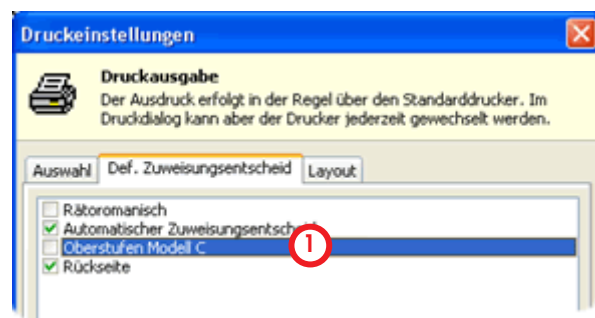 Druckeinstellungen
Druckausgabe
Der Ausdruck erfolgt in der Regel über den Standarddrucker. Im
Druckdialog kann aber der Drucker jederzeit gewechselt werden.
Auswahl Def. Zuweisungsentscheid Layout
Rätoromanisch
Automatischer Zuweisungsentscheid
Oberstufen Modell C 1
Rückseite